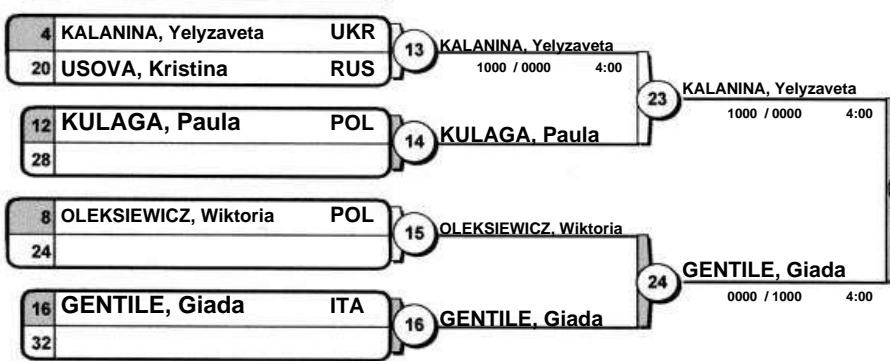 4 KALANINA, Yelyzaveta UKR
20 USOVA, Kristina RUS
13 KALANINA, Yelyzaveta
1000 / 0000 4:00
12 KULAGA, Paula POL
28
14 KULAGA, Paula
23 KALANINA, Yelyzaveta
1000 / 0000 4:00
8 OLEKSIEWICZ, Wiktoria POL
24
15 OLEKSIEWICZ, Wiktoria
16 GENTILE, Giada ITA
32
16 GENTILE, Giada
24 GENTILE, Giada
0000 / 1000 4:00